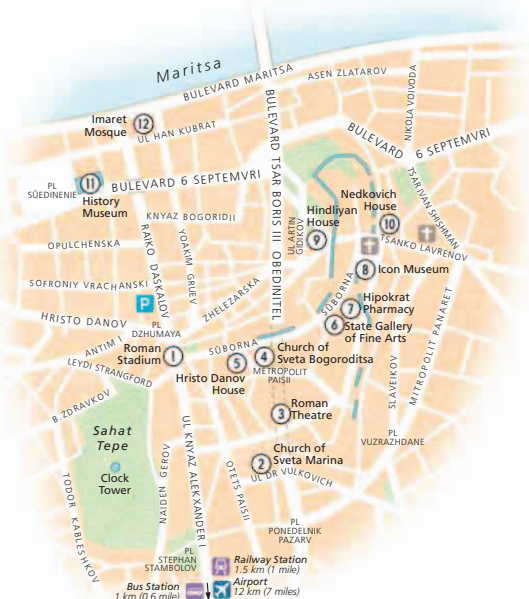 Maritsa
BULEVARD MARITSA
ASEN ZLATAROV
NIKOLA VOIVODA
Imaret
Mosque
12
UL HAN KUBRAT
BULEVARD TSAR BORIS III OBEDINITEL
BULEVARD 6 SEPTEMVRI
PL
SŬEDINENIE
11
History
Museum
BULEVARD 6 SEPTEMVRI
TSAR IVAN SHISHMAN
Nedkovich
House
10
Hindliyan
House
9
UL ARTIN
GIDIKOV
TSANKO LAVRENOV
KNYAZ BOGORIDII
OPULCHENSKA
RAIKO DASKALOV
YOAKIM GRUEV
8
Icon Museum
SOFRONIY VRACHANSKI
ZHELEZARSKA
SŬBORNA
7
Hipokrat
Pharmacy
6
State Gallery
of Fine Arts
P
HRISTO DANOV
PL
DZHUMAYA
ANTIM I
Roman
Stadium
1
SŬBORNA
5
Hristo Danov
House
4
Church of
Sveta Bogoroditsa
METROPOLIT
PAISII
LEYDI STRANGFORD
SLAVEIKOV
MITROPOLIT PANARET
B. ZDRAVKOV
3
Roman
Theatre
Sahat
Tepe
Clock
Tower
PL
VUZRAZHDANE
2
Church of
Sveta Marina
UL DR VULKOVICH
TODOR KABLESHKOV
NAIDEN GEROV
UL KNYAZ ALEKXANDER I
OTETS PAISII
PL
PONEDELNIK
PAZARV
PL
STEPHAN
STAMBOLOV
Railway Station
1.5 km (1 mile)
Bus Station
1 km (0.6 mile)
Airport
12 km (7 miles)